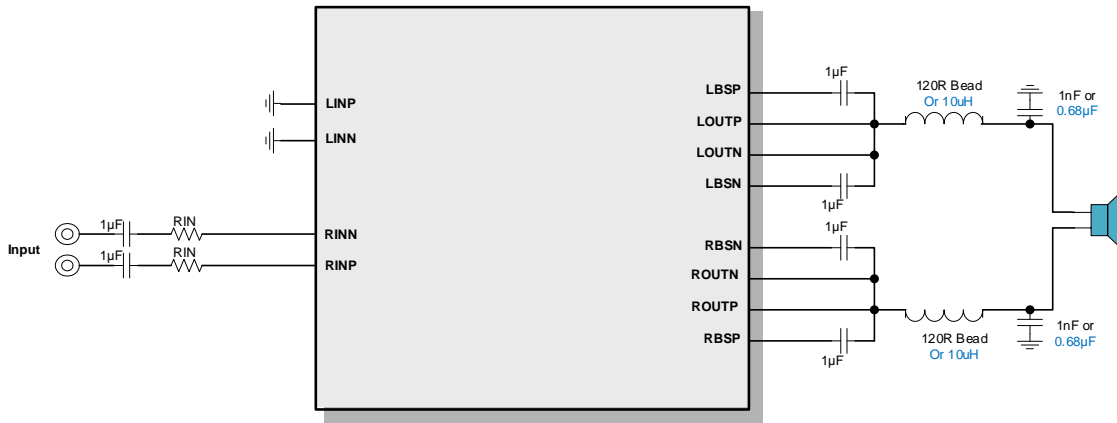 LINP
LINN
Input
1µF
RIN
1µF
RIN
RINN
RINP
LBSP
LOUTP
LOUTN
LBSN
RBSN
ROUTN
ROUTP
RBSP
1µF
1µF
1µF
1µF
120R Bead
Or 10uH
1nF or
0.68µF
120R Bead
Or 10uH
1nF or
0.68µF